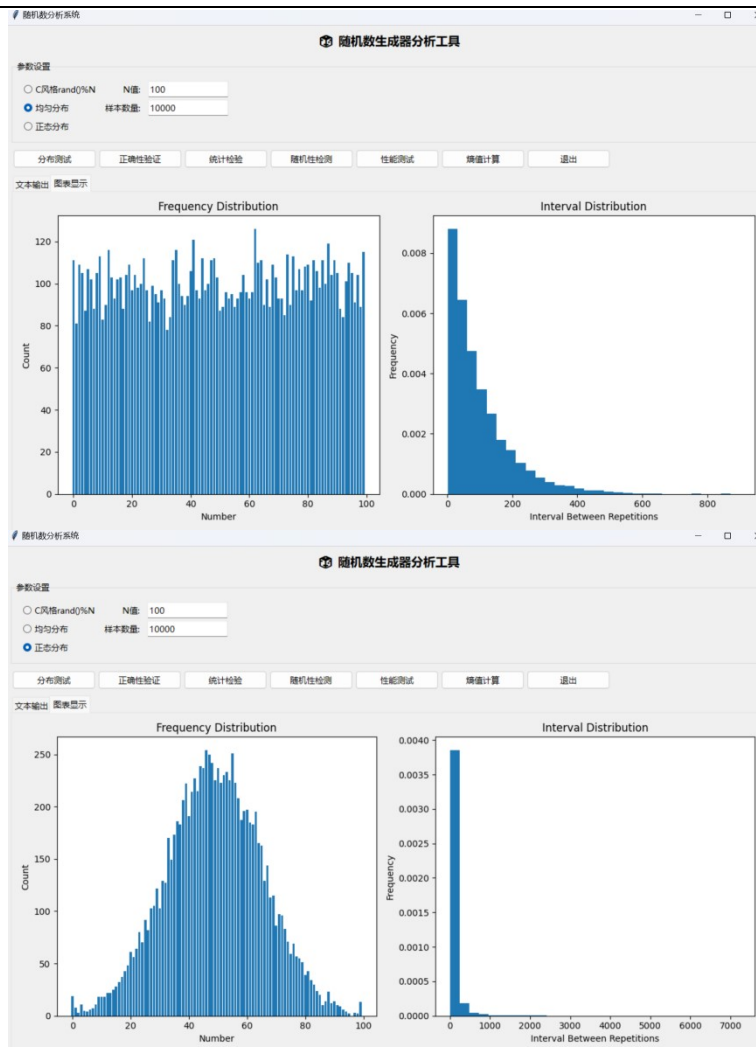 随机数分析系统
随机数生成器分析工具
参数设置
C风格rand()%N N值: 100
均匀分布 样本数量: 10000
正态分布
分布测试 正确性验证 统计检验 随机性检测 性能测试 熵值计算 退出
文本输出 图表显示
Frequency Distribution
Count
120
100
80
60
40
20
0
0 20 40 60 80 100
Number
Interval Distribution
Frequency
0.008
0.006
0.004
0.002
0.000
0 200 400 600 800
Interval Between Repetitions
随机数分析系统
随机数生成器分析工具
参数设置
C风格rand()%N N值: 100
均匀分布 样本数量: 10000
正态分布
分布测试 正确性验证 统计检验 随机性检测 性能测试 熵值计算 退出
文本输出 图表显示
Frequency Distribution
Count
250
200
150
100
50
0
0 20 40 60 80 100
Number
Interval Distribution
Frequency
0.0040
0.0035
0.0030
0.0025
0.0020
0.0015
0.0010
0.0005
0.0000
0 1000 2000 3000 4000 5000 6000 7000
Interval Between Repetitions